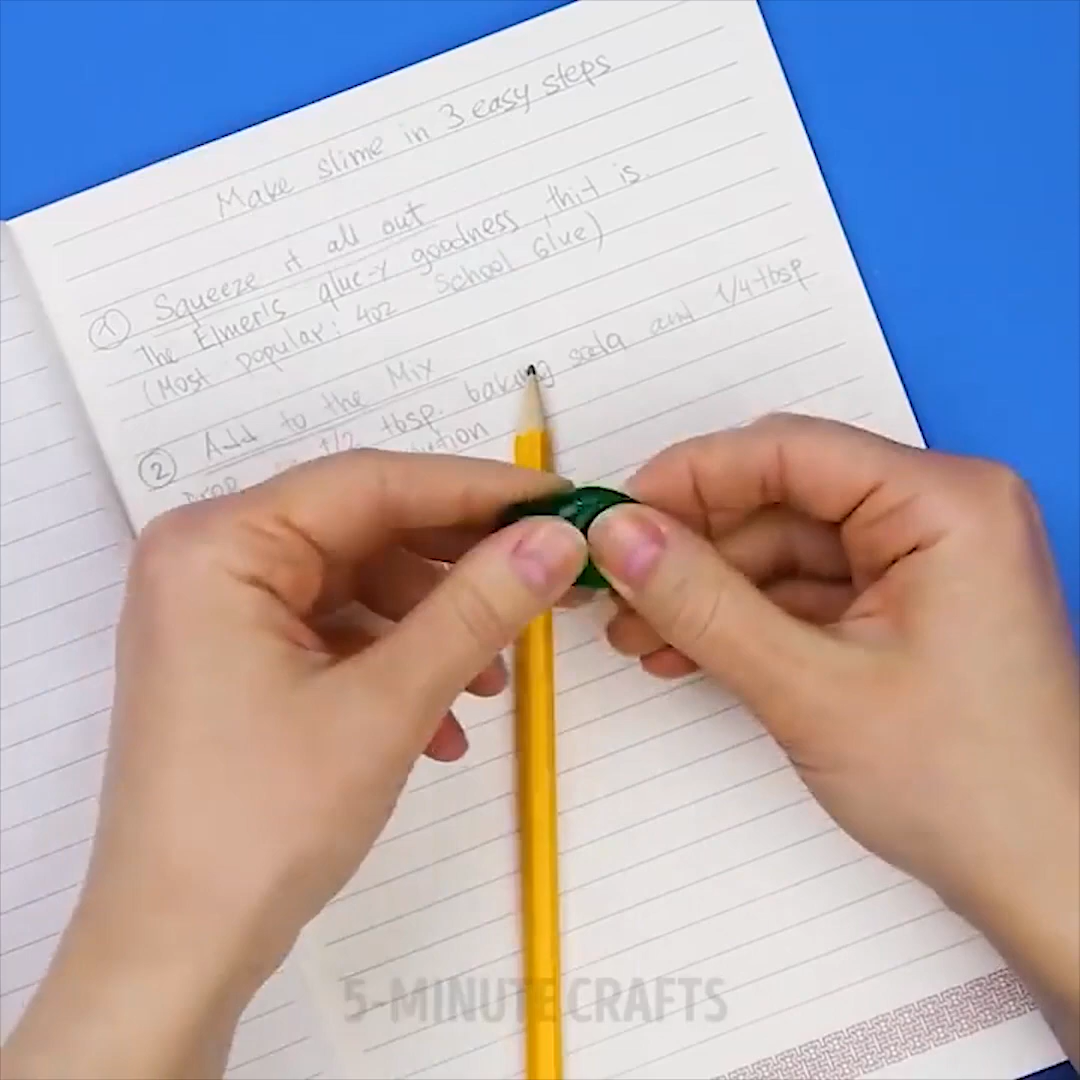 Make slime in 3 easy steps
① Squeeze it all out
The Elmer's glue-y goodness, that is.
(Most popular: 4oz School Glue)
② Add to the Mix
Drop 1/2 tbsp. baking soda and 1/4 tbsp
5-MINUTE CRAFTS